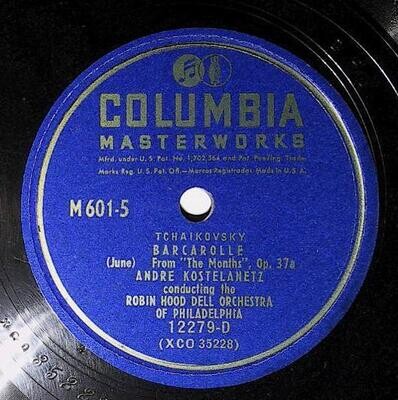 COLUMBIA
MASTERWORKS
Mfrd. under U. S. Pat. No. 1,702,564 and Pat. Pending. Trade-
Marks Reg. U.S. Pat. Off.—Marcas Registradas. Made in U.S.A.
M 601-5
TCHAIKOVSKY
BARCAROLLE
(June) From "The Months", Op. 37a
ANDRE KOSTELANETZ
conducting the
ROBIN HOOD DELL ORCHESTRA
OF PHILADELPHIA
12279-D
(XCO 35228)